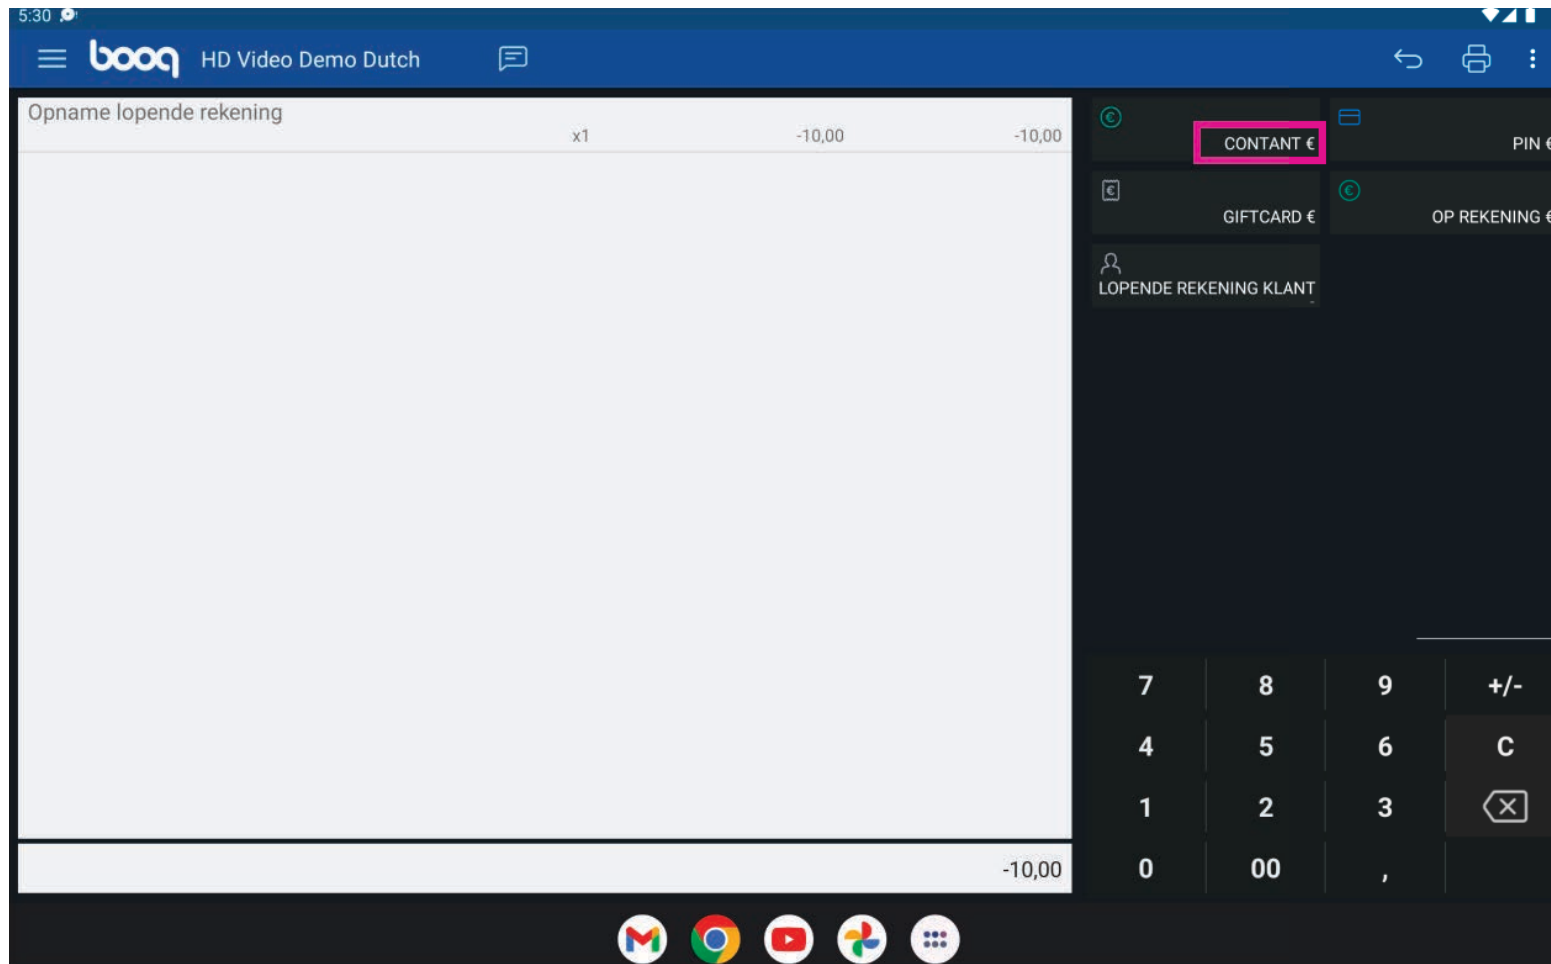 5:30
booq HD Video Demo Dutch
Opname lopende rekening
x1 -10,00 -10,00
CONTANT €
PIN €
GIFTCARD €
OP REKENING €
LOPENDE REKENING KLANT
-
7 8 9 +/-
4 5 6 C
1 2 3
0 00 ,
-10,00